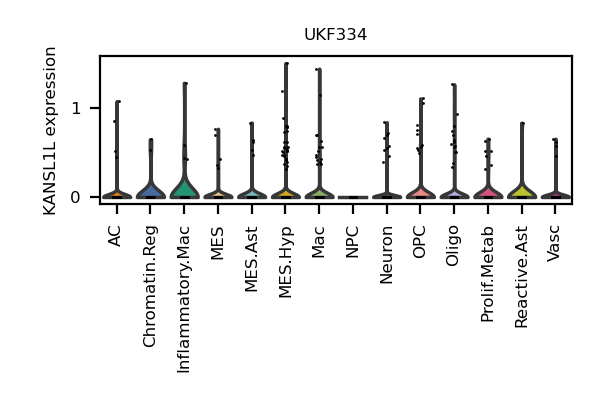 UKF334
KANSL1L expression
1
0
AC
Chromatin.Reg
Inflammatory.Mac
MES
MES.Ast
MES.Hyp
Mac
NPC
Neuron
OPC
Oligo
Prolif.Metab
Reactive.Ast
Vasc